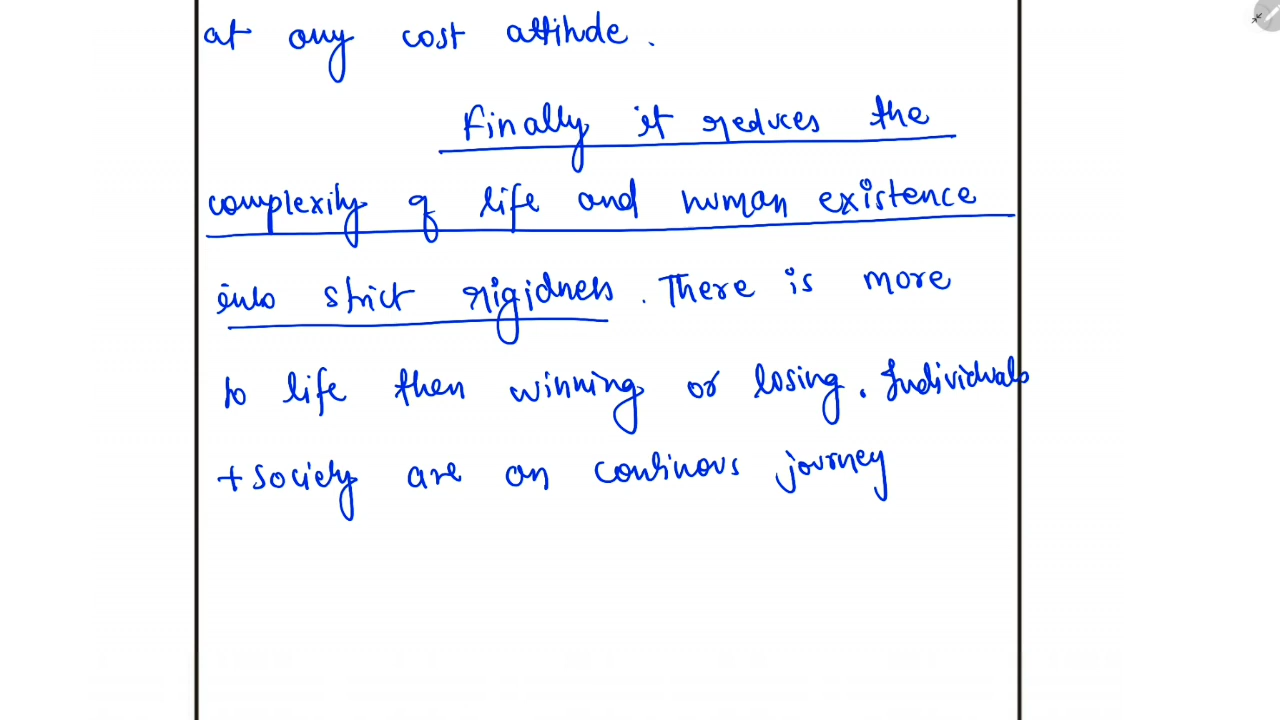 at any cost attitude.
Finally it reduces the
complexity of life and human existence
into strict rigidness. There is more
to life then winning or losing. Individuals
+ society are on continous journey